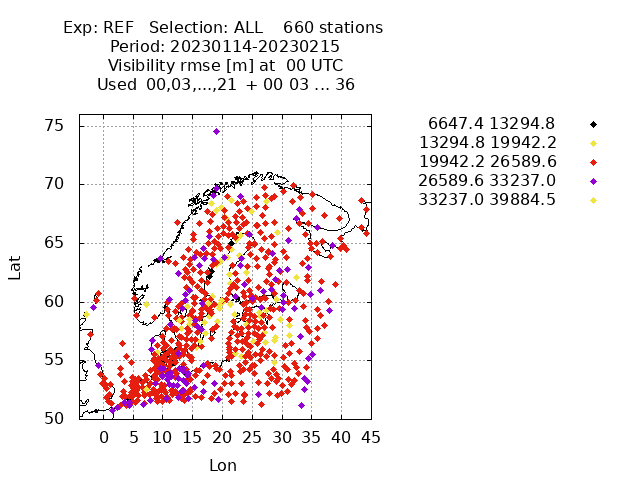 Exp: REF   Selection: ALL    660 stations
Period: 20230114-20230215
Visibility rmse [m] at  00 UTC
Used  00,03,...,21  + 00 03 ... 36
75
70
65
60
55
50
Lat
0 5 10 15 20 25 30 35 40 45
Lon
6647.4 13294.8
13294.8 19942.2
19942.2 26589.6
26589.6 33237.0
33237.0 39884.5